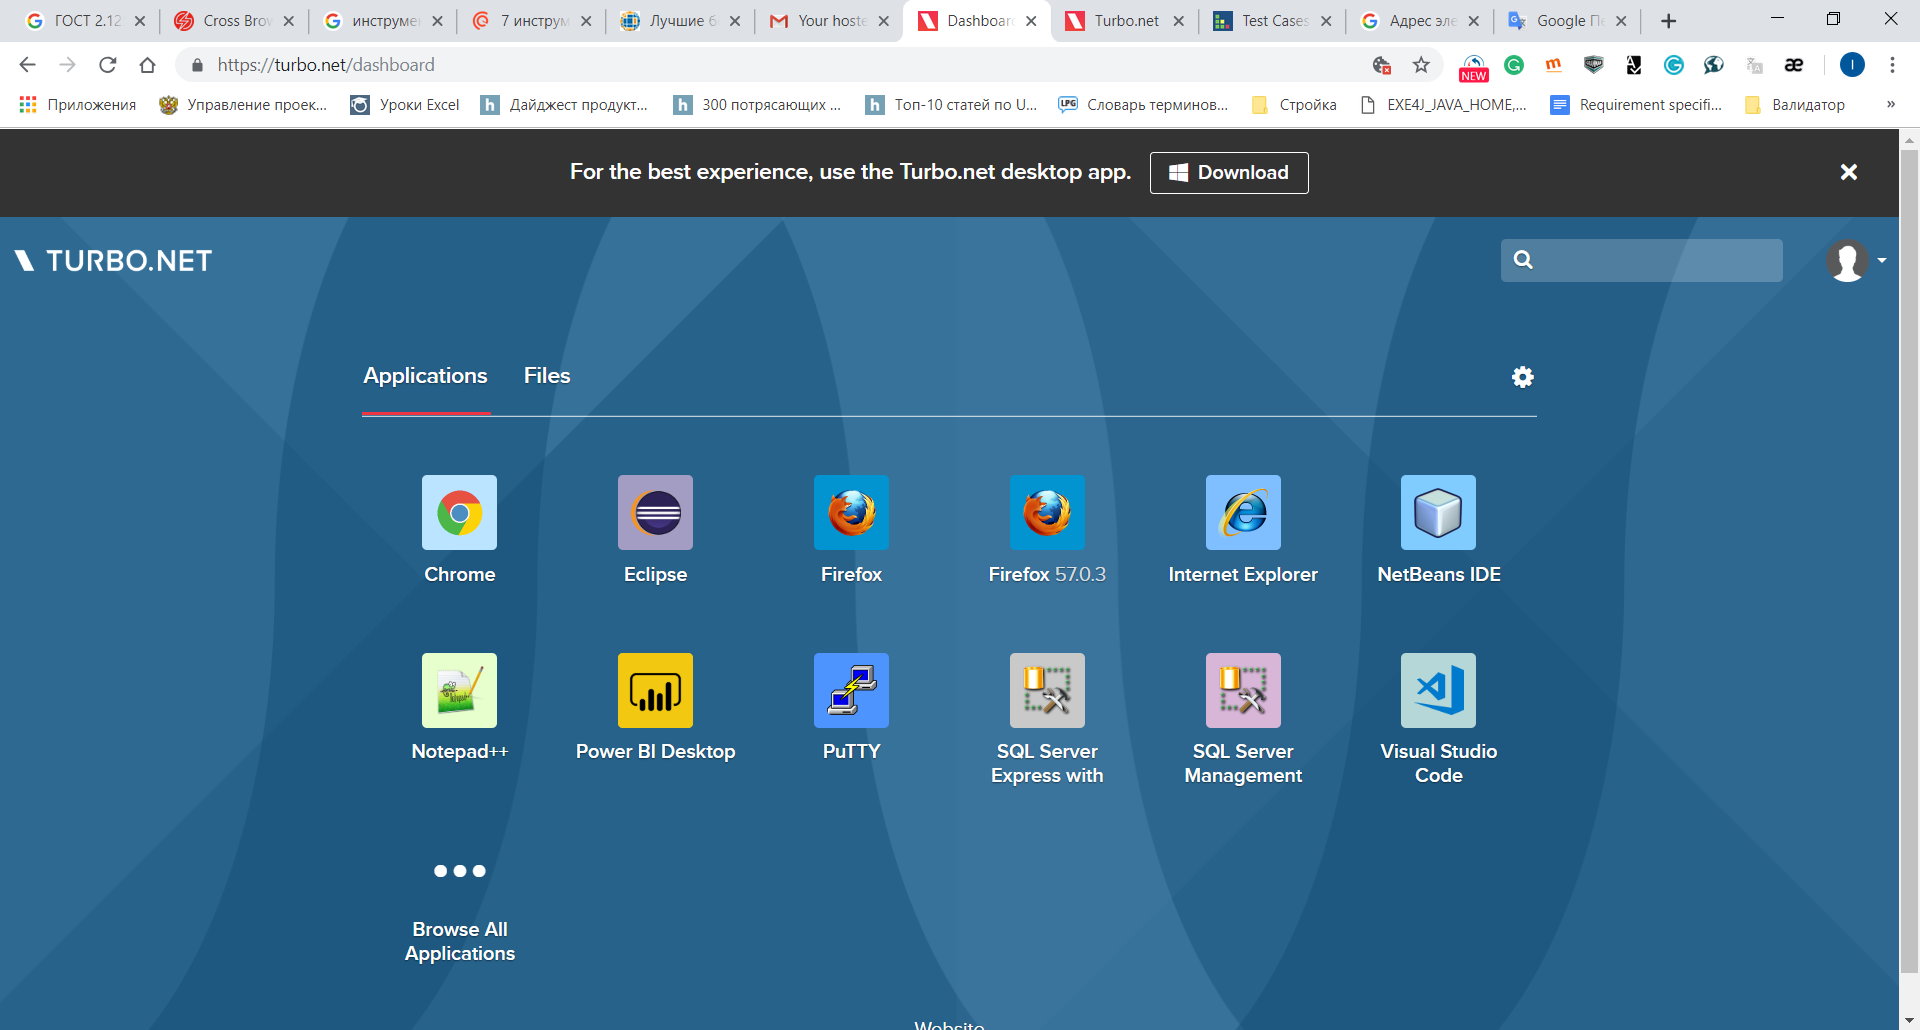 ГОСТ 2.12
Cross Brow
инструмен
7 инструм
Лучшие б
Your hoste
Dashboard
Turbo.net
Test Cases
Адрес эле
Google Пе
https://turbo.net/dashboard
NEW
I
Приложения
Управление проек...
Уроки Excel
Дайджест продукт...
300 потрясающих ...
Топ-10 статей по U...
Словарь терминов...
Стройка
EXE4J_JAVA_HOME,...
Requirement specifi...
Валидатор
»
For the best experience, use the Turbo.net desktop app.
Download
TURBO.NET
Applications
Files
Chrome
Eclipse
Firefox
Firefox 57.0.3
Internet Explorer
NetBeans IDE
Notepad++
Power BI Desktop
PuTTY
SQL Server
Express with
SQL Server
Management
Visual Studio
Code
Browse All
Applications
Website